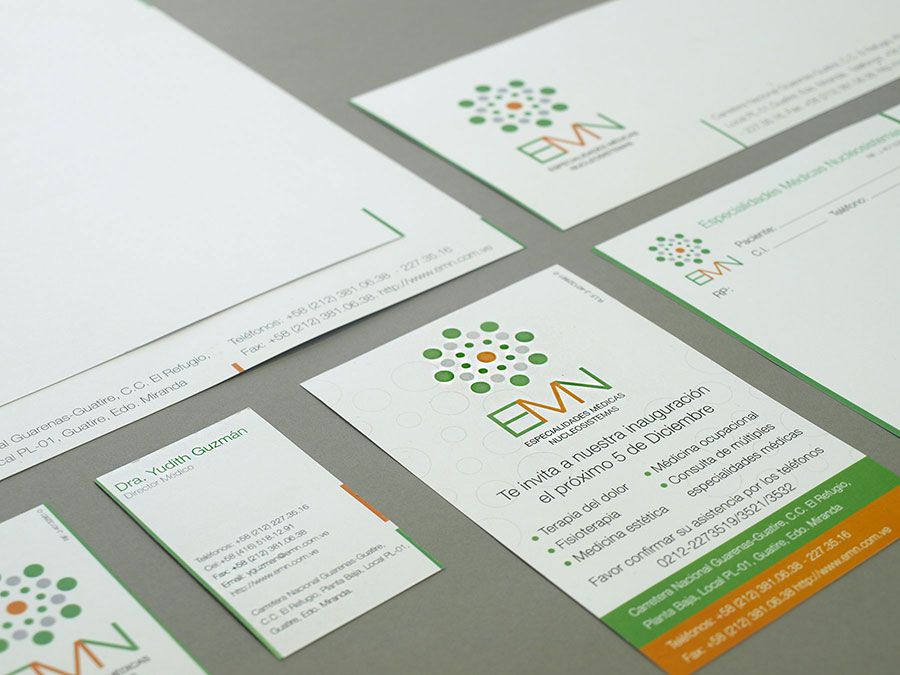 EMN
ESPECIALIDADES MÉDICAS
NUCLEOSISTEMAS
Carretera Nacional Guarenas-Guatire, C.C. El Refugio,
Local PL-01, Guatire, Edo. Miranda
Especialidades Médicas Nucleosistemas
Paciente:
Teléfono:
C.I.
RP:
EMN
Teléfonos: +58 (212) 381.06.38 - 227.35.16
Fax: +58 (212) 381.06.38 http://www.emn.com.ve
Guarenas-Guatire, C.C. El Refugio,
PL-01, Guatire, Edo. Miranda
EMN
ESPECIALIDADES MÉDICAS
NUCLEOSISTEMAS
Te invita a nuestra inauguración
el próximo 5 de Diciembre
• Terapia del dolor
• Fisioterapia
• Medicina estética
• Médicina ocupacional
• Consulta de múltiples
especialidades médicas
Favor confirmar su asistencia por los teléfonos
0212-2273519/3521/3532
Carretera Nacional Guarenas-Guatire, C.C. El Refugio,
Planta Baja, Local PL-01, Guatire, Edo. Miranda
Teléfonos: +58 (212) 381.06.38 - 227.35.16
Fax: +58 (212) 381.06.38 http://www.emn.com.ve
Dra. Yudith Guzmán
Director Médico
Teléfonos: +58 (212) 227.35.16
Cel:+58 (416) 618.12.91
Fax: +58 (212) 381.06.38
Email: yguzman@emn.com.ve
http://www.emn.com.ve
Carretera Nacional Guarenas-Guatire,
C.C. El Refugio, Planta Baja, Local PL-01,
Guatire, Edo. Miranda.
EMN